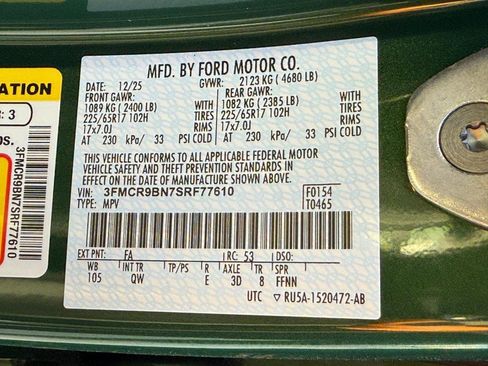 ATION
: 3
OS.
3FMCR9BN7SRF77610
MFD. BY FORD MOTOR CO.
DATE: 12/25 GVWR: 2123 KG ( 4680 LB)
FRONT GAWR: REAR GAWR:
1089 KG ( 2400 LB) WITH 1082 KG ( 2385 LB) WITH
225/65R17 102H TIRES 225/65R17 102H TIRES
17x7.0J RIMS 17x7.0J RIMS
AT 230 kPa/ 33 PSI COLD AT 230 kPa/ 33 PSI COLD
THIS VEHICLE CONFORMS TO ALL APPLICABLE FEDERAL MOTOR
VEHICLE SAFETY AND THEFT PREVENTION STANDARDS IN
EFFECT ON THE DATE OF MANUFACTURE SHOWN ABOVE.
VIN: 3FMCR9BN7SRF77610 F0154
TYPE: MPV T0465
EXT PNT: FA RC: 53 DSO:
WB INT TR TP/PS R AXLE TR SPR
105 QW E 3D 8 FFNN
UTC ▽ RU5A-1520472-AB